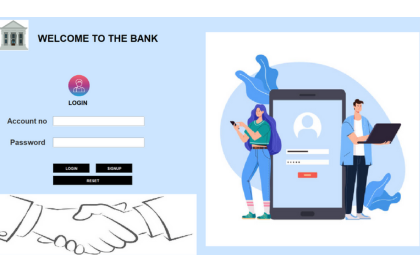 WELCOME TO THE BANK
LOGIN
Account no
Password
LOGIN SIGNUP
RESET